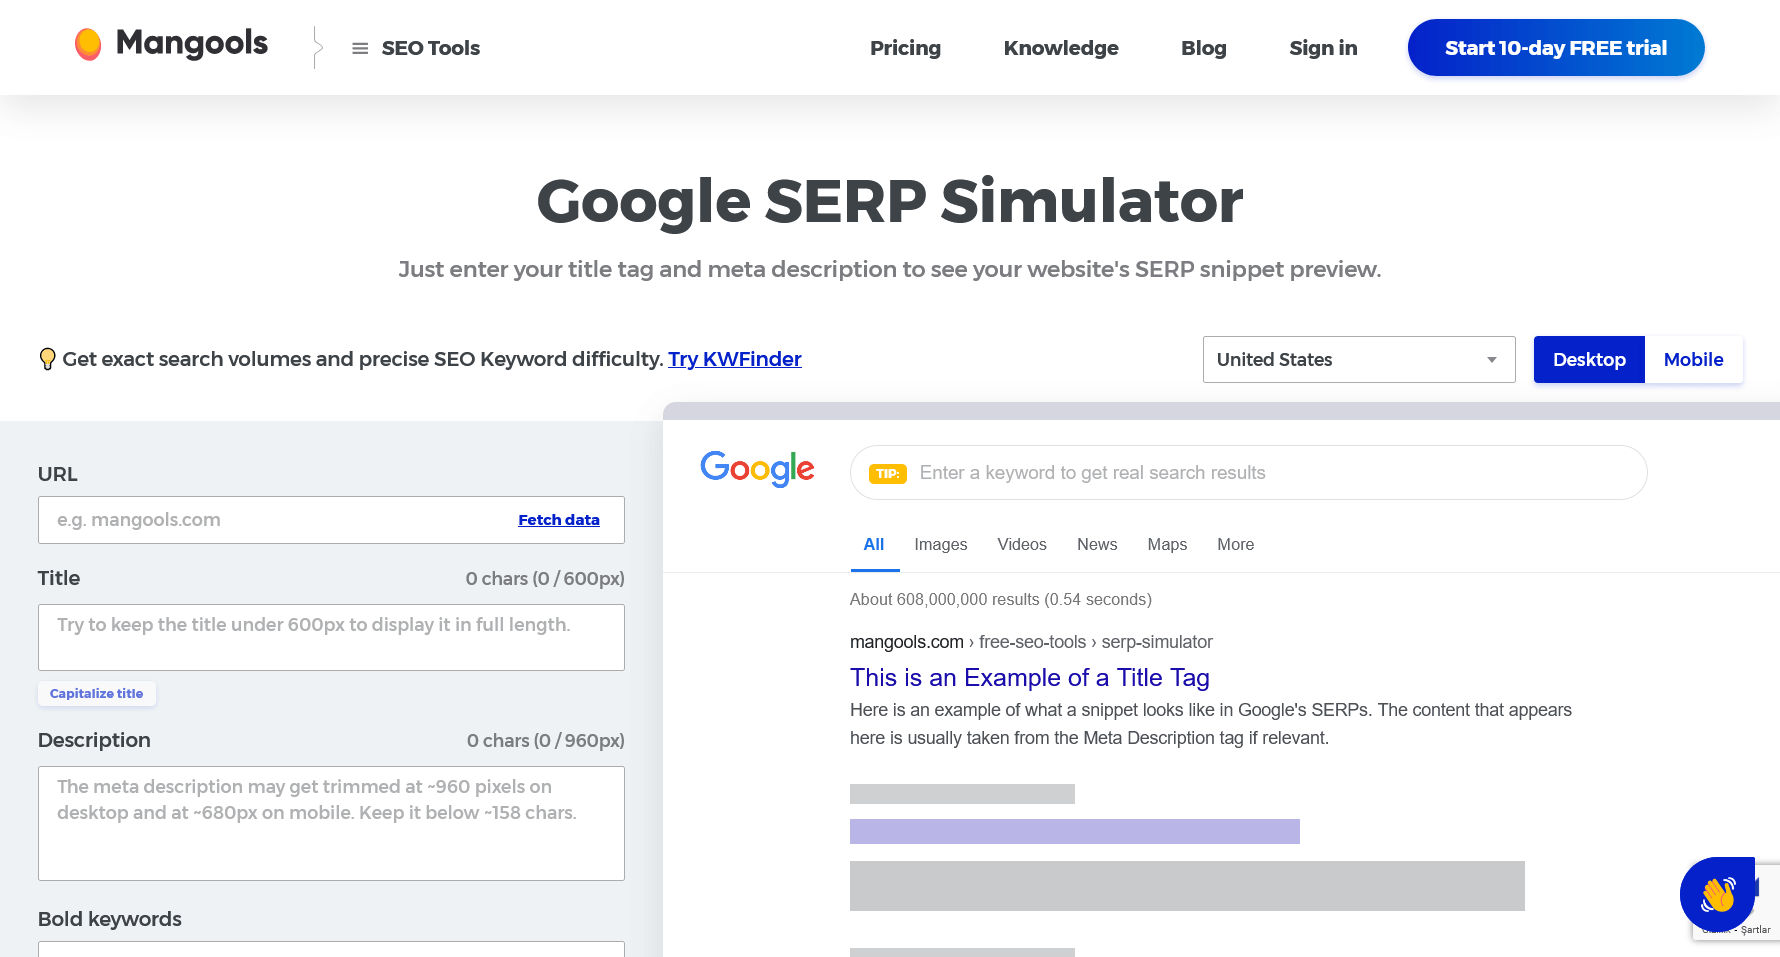 Mangools
SEO Tools
Pricing
Knowledge
Blog
Sign in
Start 10-day FREE trial
Google SERP Simulator
Just enter your title tag and meta description to see your website's SERP snippet preview.
Get exact search volumes and precise SEO Keyword difficulty. Try KWFinder
United States
Desktop
Mobile
URL
e.g. mangools.com
Fetch data
Title
0 chars (0 / 600px)
Try to keep the title under 600px to display it in full length.
Capitalize title
Description
0 chars (0 / 960px)
The meta description may get trimmed at ~960 pixels on
desktop and at ~680px on mobile. Keep it below ~158 chars.
Bold keywords
Google
TIP:
Enter a keyword to get real search results
All
Images
Videos
News
Maps
More
About 608,000,000 results (0.54 seconds)
mangools.com › free-seo-tools › serp-simulator
This is an Example of a Title Tag
Here is an example of what a snippet looks like in Google's SERPs. The content that appears
here is usually taken from the Meta Description tag if relevant.
- Şartlar